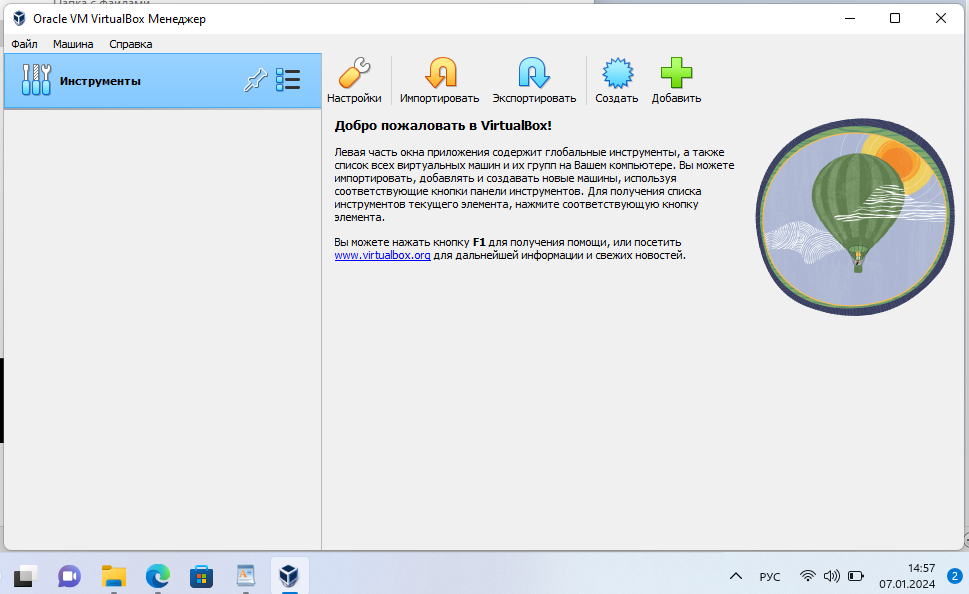 Папка с файлами
Oracle VM VirtualBox Менеджер
Файл Машина Справка
Инструменты
Настройки Импортировать Экспортировать Создать Добавить
Добро пожаловать в VirtualBox!
Левая часть окна приложения содержит глобальные инструменты, а также
список всех виртуальных машин и их групп на Вашем компьютере. Вы можете
импортировать, добавлять и создавать новые машины, используя
соответствующие кнопки панели инструментов. Для получения списка
инструментов текущего элемента, нажмите соответствующую кнопку
элемента.
Вы можете нажать кнопку F1 для получения помощи, или посетить
www.virtualbox.org для дальнейшей информации и свежих новостей.
РУС
14:57
07.01.2024
2